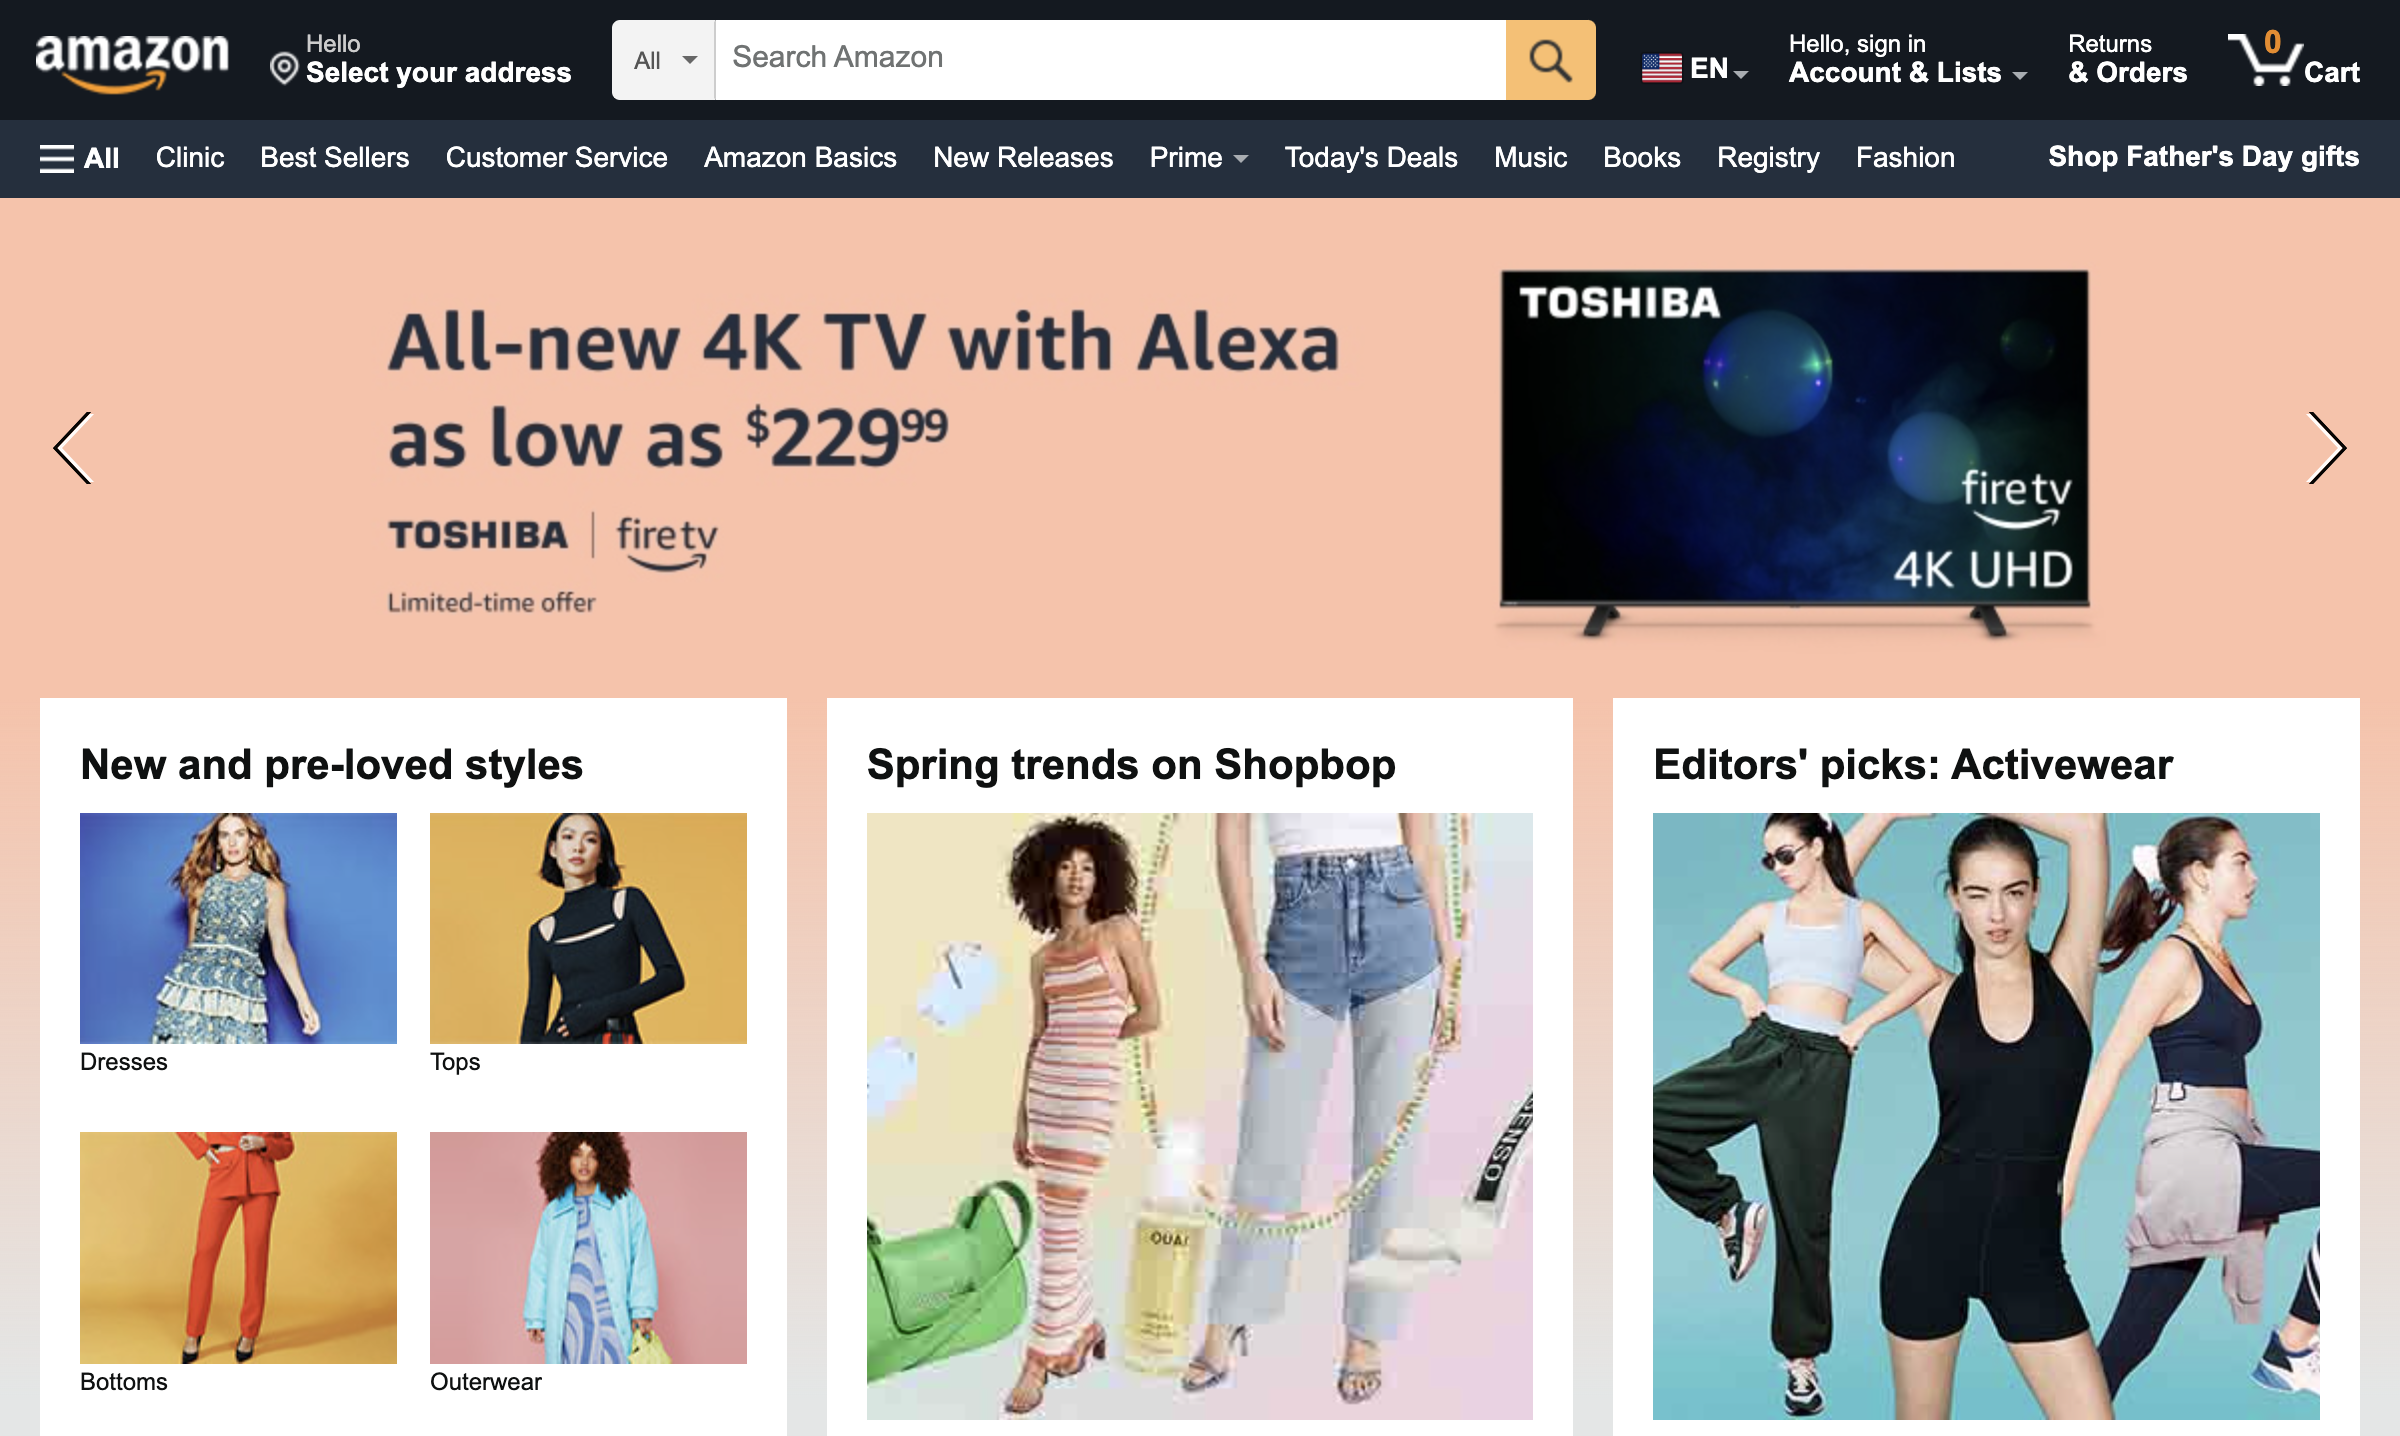 amazon
Hello
Select your address
All
Search Amazon
EN
Hello, sign in
Account & Lists
Returns
& Orders
0
Cart
All
Clinic
Best Sellers
Customer Service
Amazon Basics
New Releases
Prime
Today's Deals
Music
Books
Registry
Fashion
Shop Father's Day gifts
All-new 4K TV with Alexa
as low as $229⁹⁹
TOSHIBA
fire tv
Limited-time offer
TOSHIBA
fire tv
4K UHD
New and pre-loved styles
Dresses
Tops
Bottoms
Outerwear
Spring trends on Shopbop
OUAI
Editors' picks: Activewear